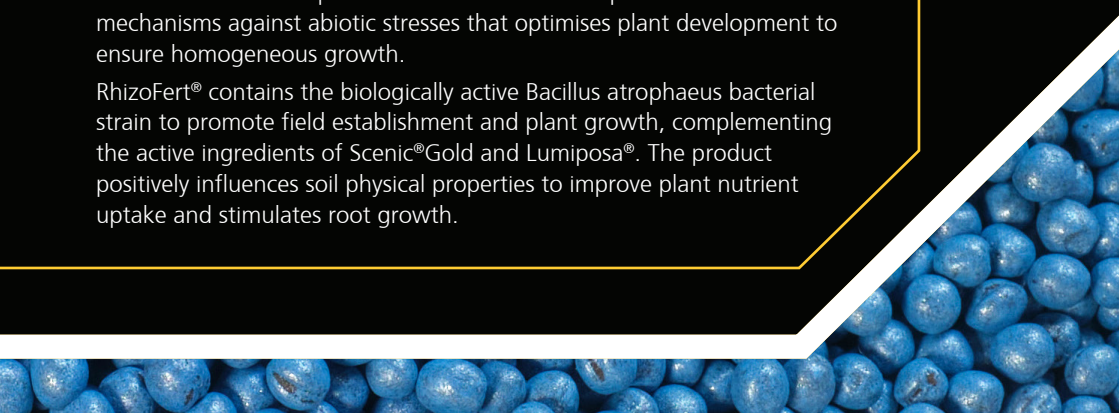 mechanisms against abiotic stresses that optimises plant development to
ensure homogeneous growth.
RhizoFert® contains the biologically active Bacillus atrophaeus bacterial
strain to promote field establishment and plant growth, complementing
the active ingredients of Scenic®Gold and Lumiposa®. The product
positively influences soil physical properties to improve plant nutrient
uptake and stimulates root growth.